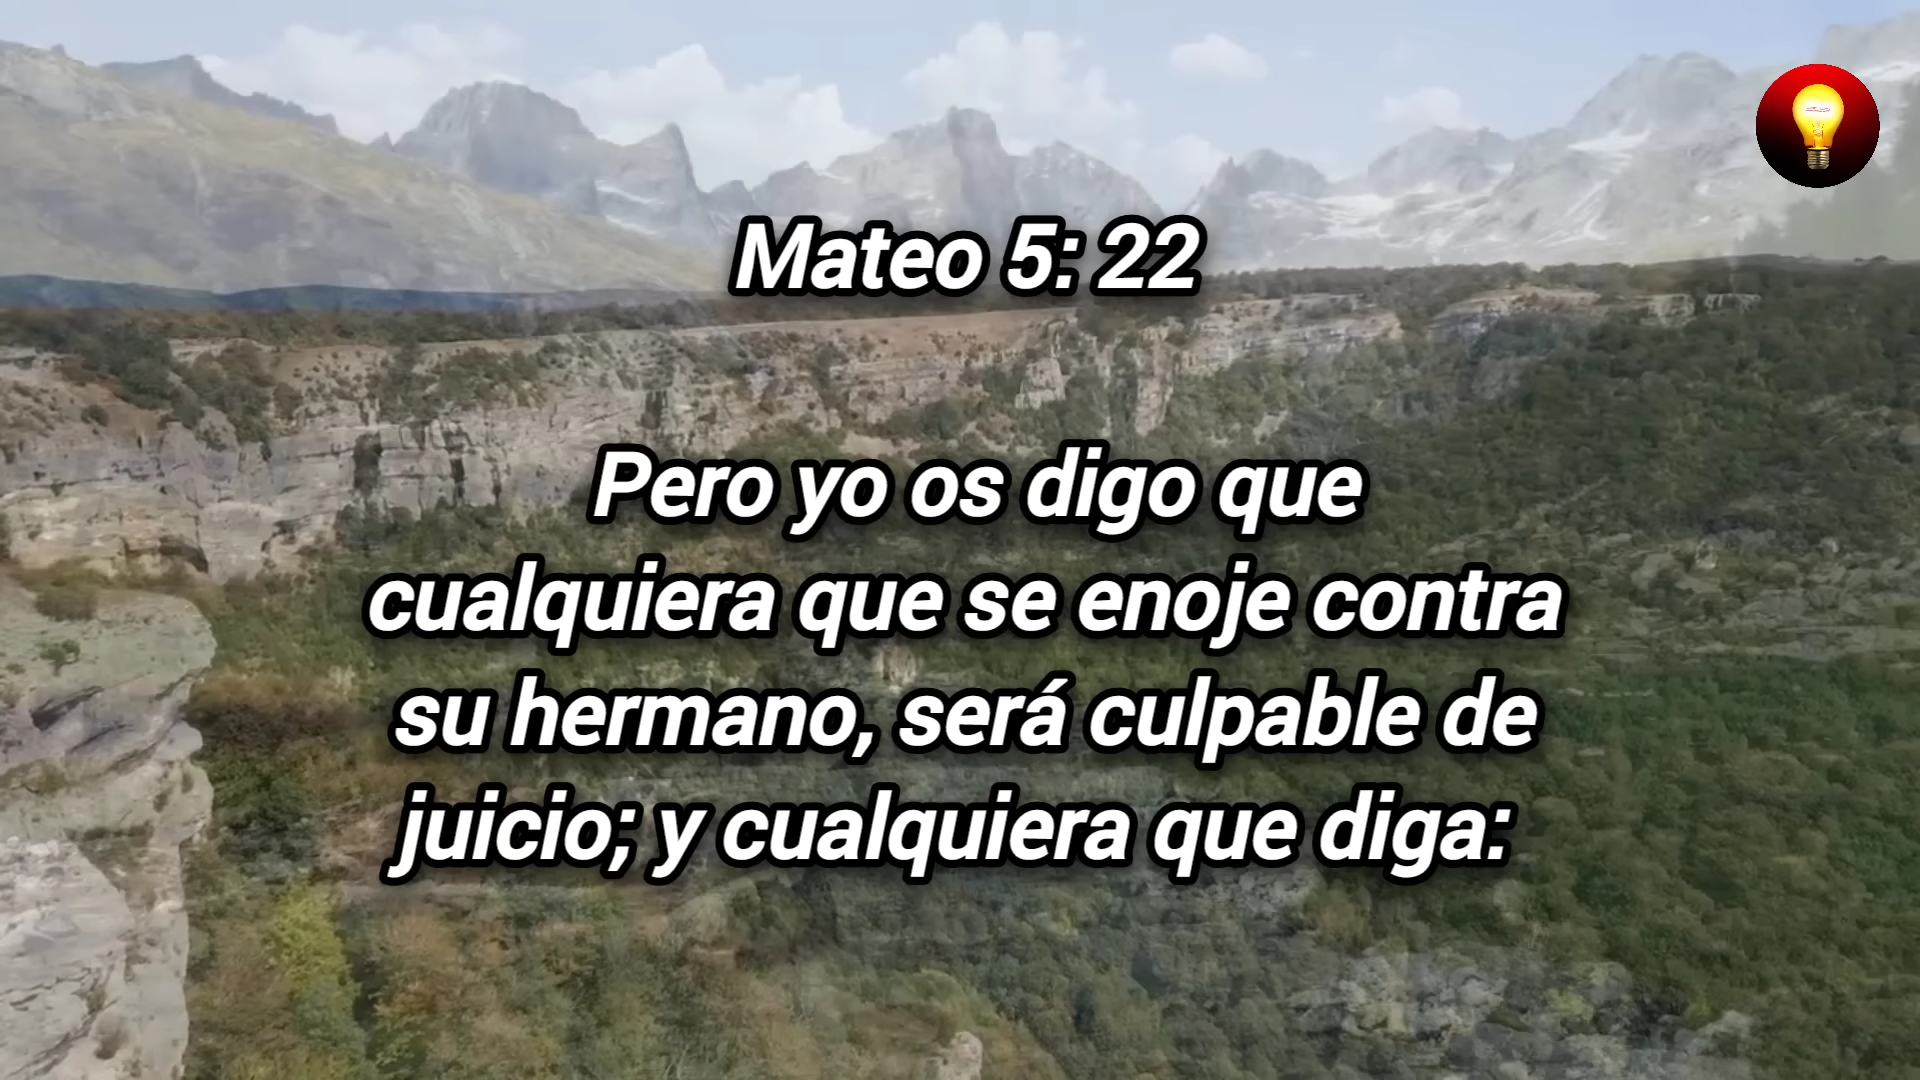 Mateo 5: 22
Pero yo os digo que
cualquiera que se enoje contra
su hermano, será culpable de
juicio; y cualquiera que diga: